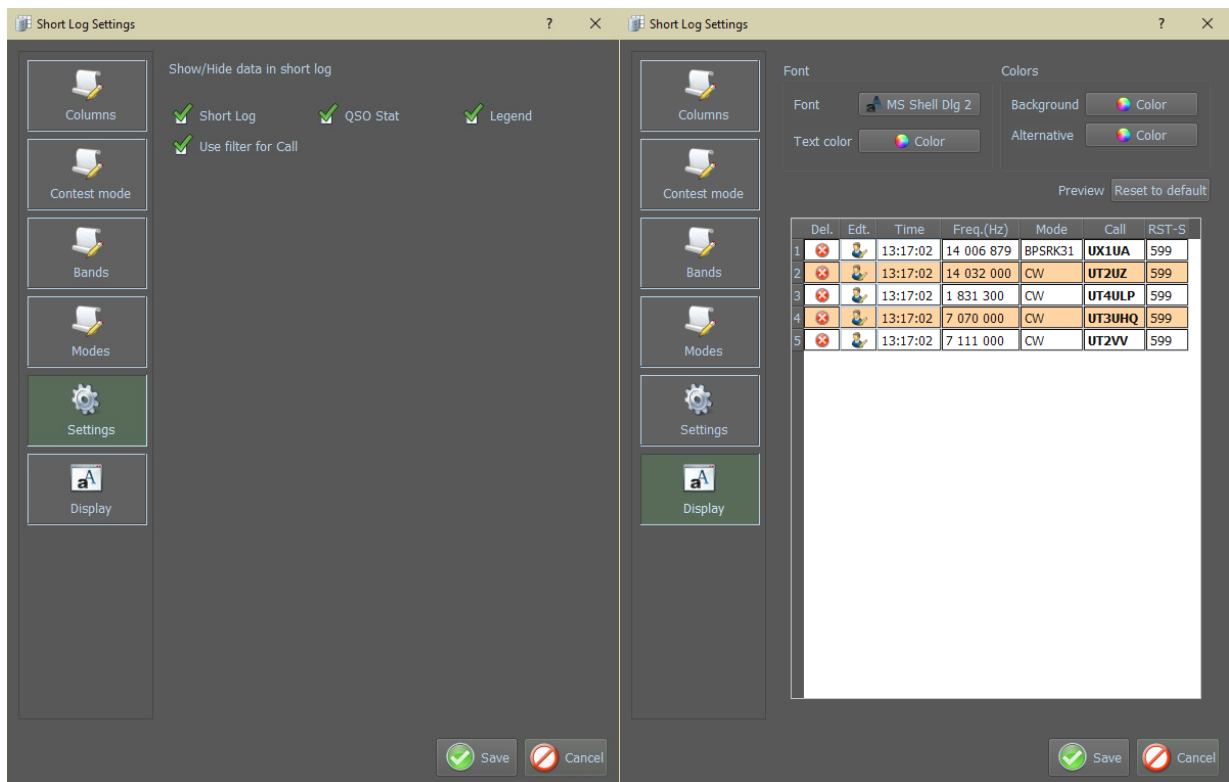 Short Log Settings ?
Show/Hide data in short log
Columns
Short Log QSO Stat Legend
Use filter for Call
Contest mode
Bands
Modes
Settings
aA
Display
Save Cancel
Short Log Settings ?
Columns
Contest mode
Bands
Modes
Settings
aA
Display
Font
Font a MS Shell Dlg 2
Text color Color
Colors
Background Color
Alternative Color
Preview Reset to default
Del. Edt. Time Freq.(Hz) Mode Call RST-S
1 13:17:02 14 006 879 BPSRK31 UX1UA 599
2 13:17:02 14 032 000 CW UT2UZ 599
3 13:17:02 1 831 300 CW UT4ULP 599
4 13:17:02 7 070 000 CW UT3UHQ 599
5 13:17:02 7 111 000 CW UT2VV 599
Save Cancel